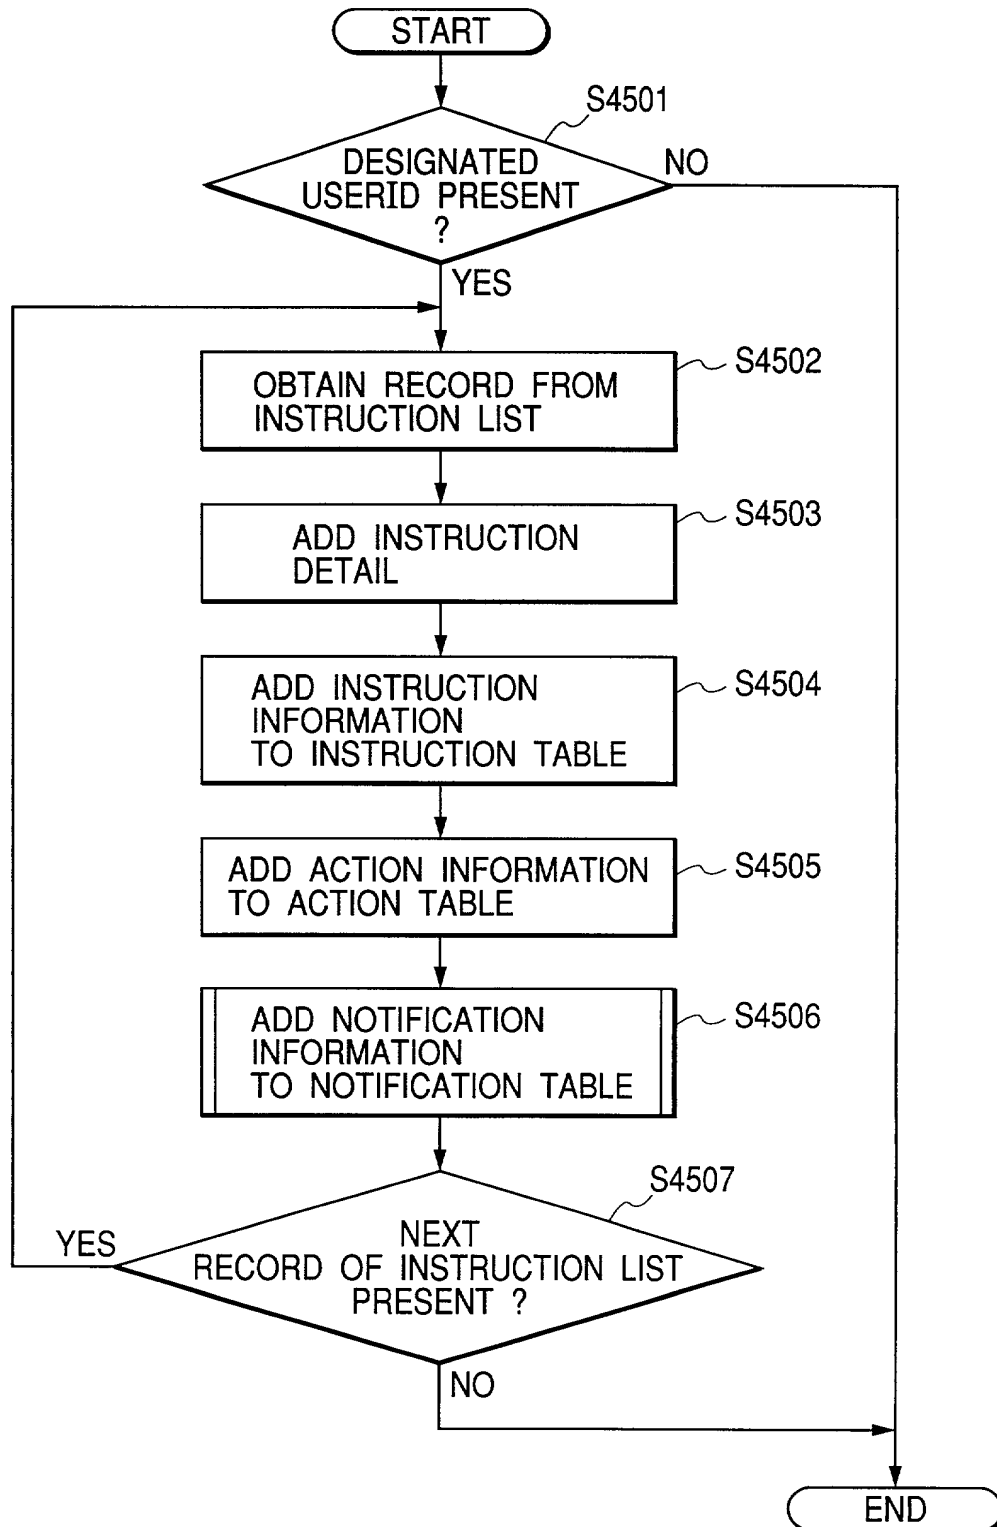 START
S4501
DESIGNATED
USERID PRESENT
?
NO
YES
S4502
OBTAIN RECORD FROM
INSTRUCTION LIST
S4503
ADD INSTRUCTION
DETAIL
S4504
ADD INSTRUCTION
INFORMATION
TO INSTRUCTION TABLE
S4505
ADD ACTION INFORMATION
TO ACTION TABLE
S4506
ADD NOTIFICATION
INFORMATION
TO NOTIFICATION TABLE
S4507
YES
NEXT
RECORD OF INSTRUCTION LIST
PRESENT ?
NO
END